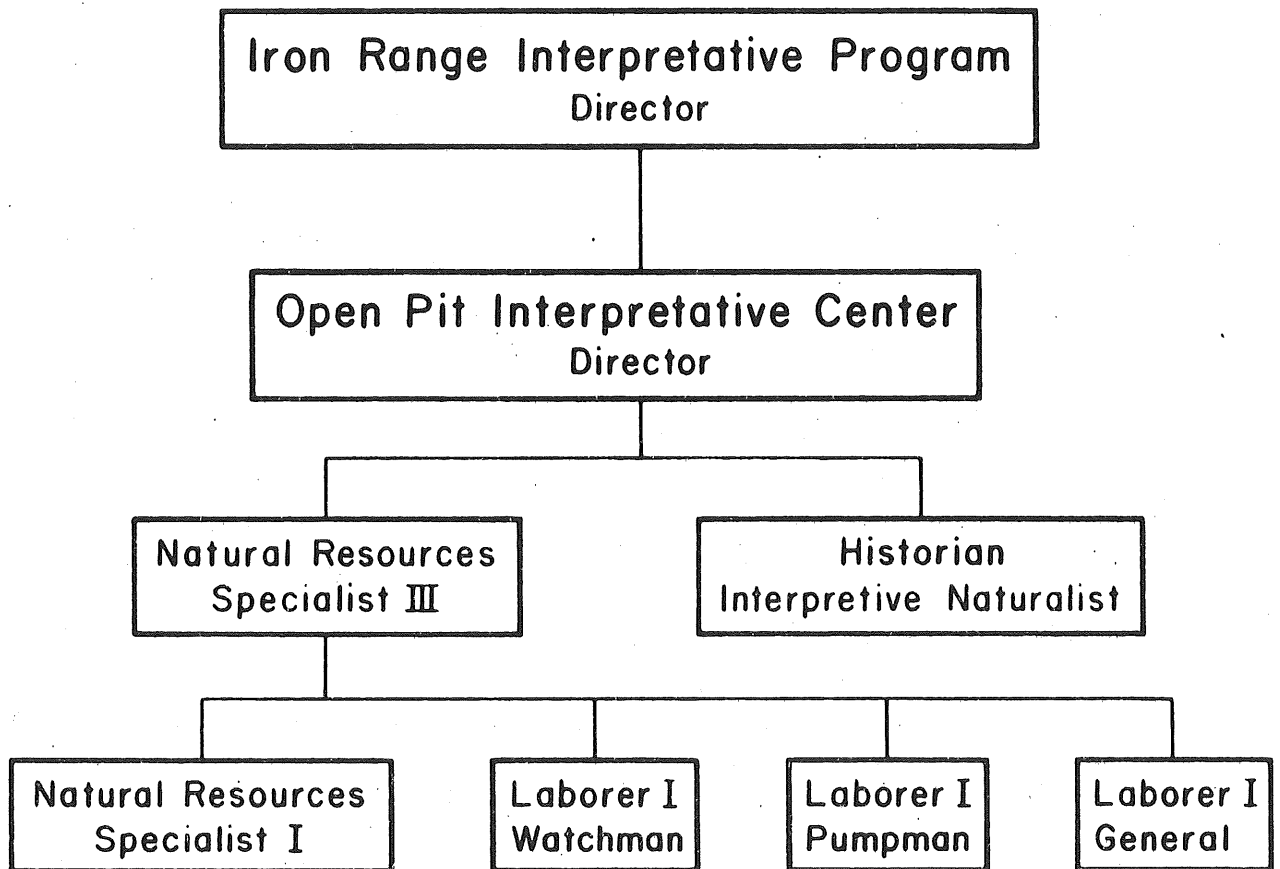 Iron Range Interpretative Program
Director
Open Pit Interpretative Center
Director
Natural Resources
Specialist III
Historian
Interpretive Naturalist
Natural Resources
Specialist I
Laborer I
Watchman
Laborer I
Pumpman
Laborer I
General